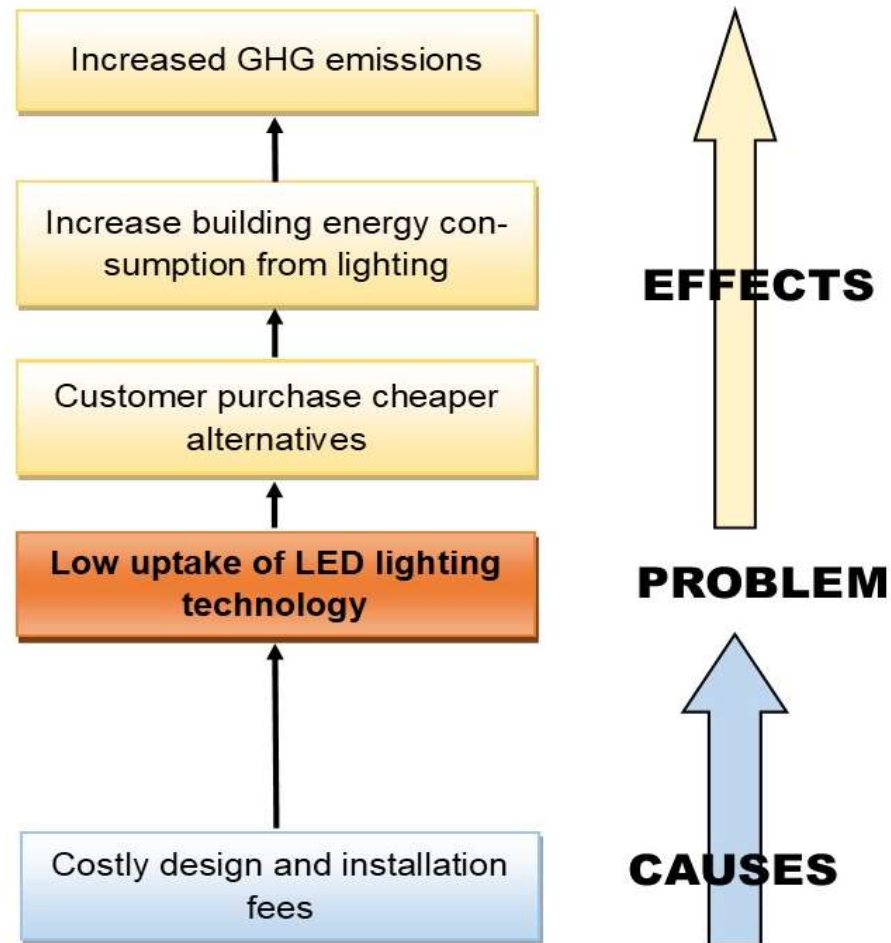 Increased GHG emissions
Increase building energy con-
sumption from lighting
EFFECTS
Customer purchase cheaper
alternatives
Low uptake of LED lighting
technology
PROBLEM
Costly design and installation
fees
CAUSES